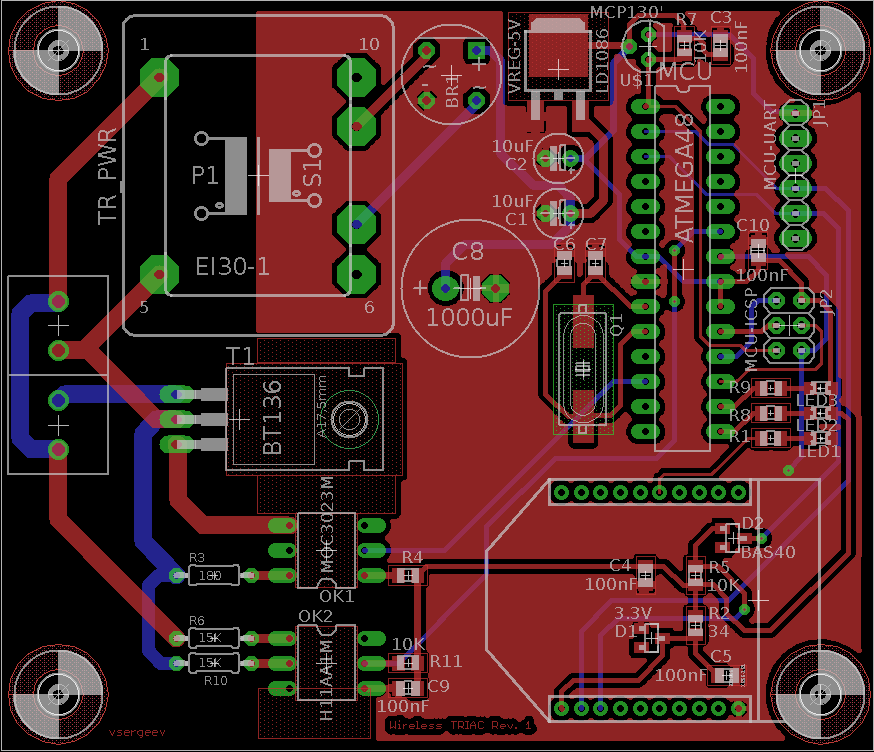 1
10
TR_PWR
P1
S1
EI30-1
5
6
BR1
+
VREG-5V
LD1086
MCP130'
U$1
R7
10K
C3
100nF
MCU
ATMEGA48
MCU-UART
JP1
10uF
C2
10uF
C1
C6
C7
C8
+
1000uF
Q1
C10
100nF
MCU-ICSP
JP2
R9
R8
R1
LED3
LED2
LED1
T1
BT136
A17,5mm
MOC3023M
OK1
R3
180
R6
15K
15K
R10
OK2
H11AA1M
R4
10K
R11
C9
100nF
C4
100nF
D2
BAS40
R5
10K
3.3V
D1
R2
34
C5
100nF
vsergeev
Wireless TRIAC Rev. 1